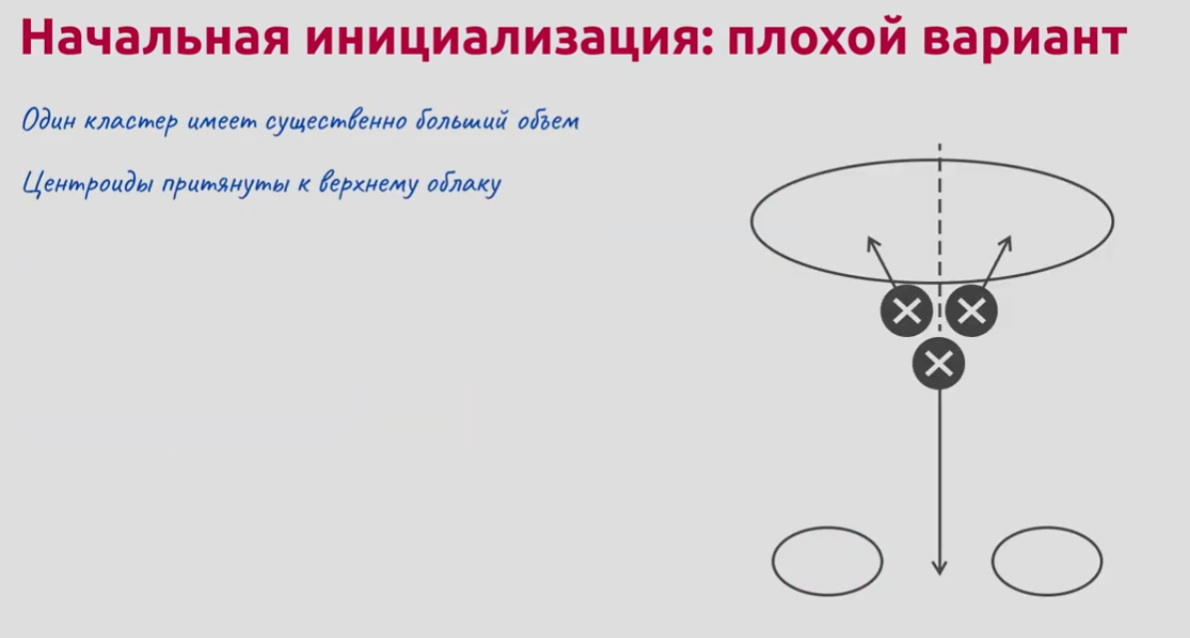 Начальная инициализация: плохой вариант
Один кластер имеет существенно больший объем
Центроиды притянуты к верхнему облаку